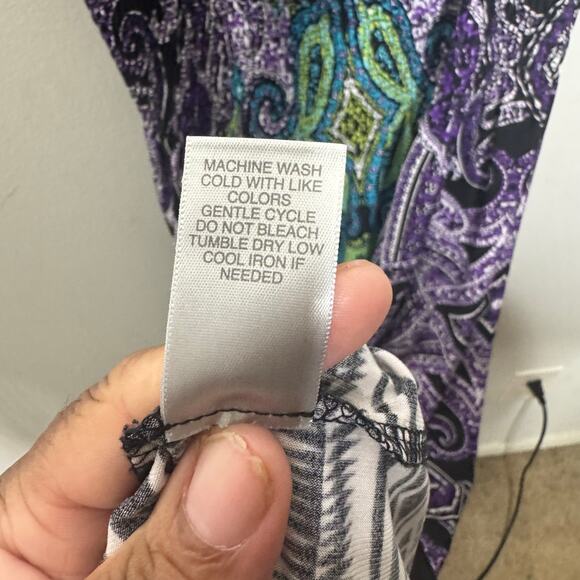 MACHINE WASH
COLD WITH LIKE
COLORS
GENTLE CYCLE
DO NOT BLEACH
TUMBLE DRY LOW
COOL IRON IF
NEEDED